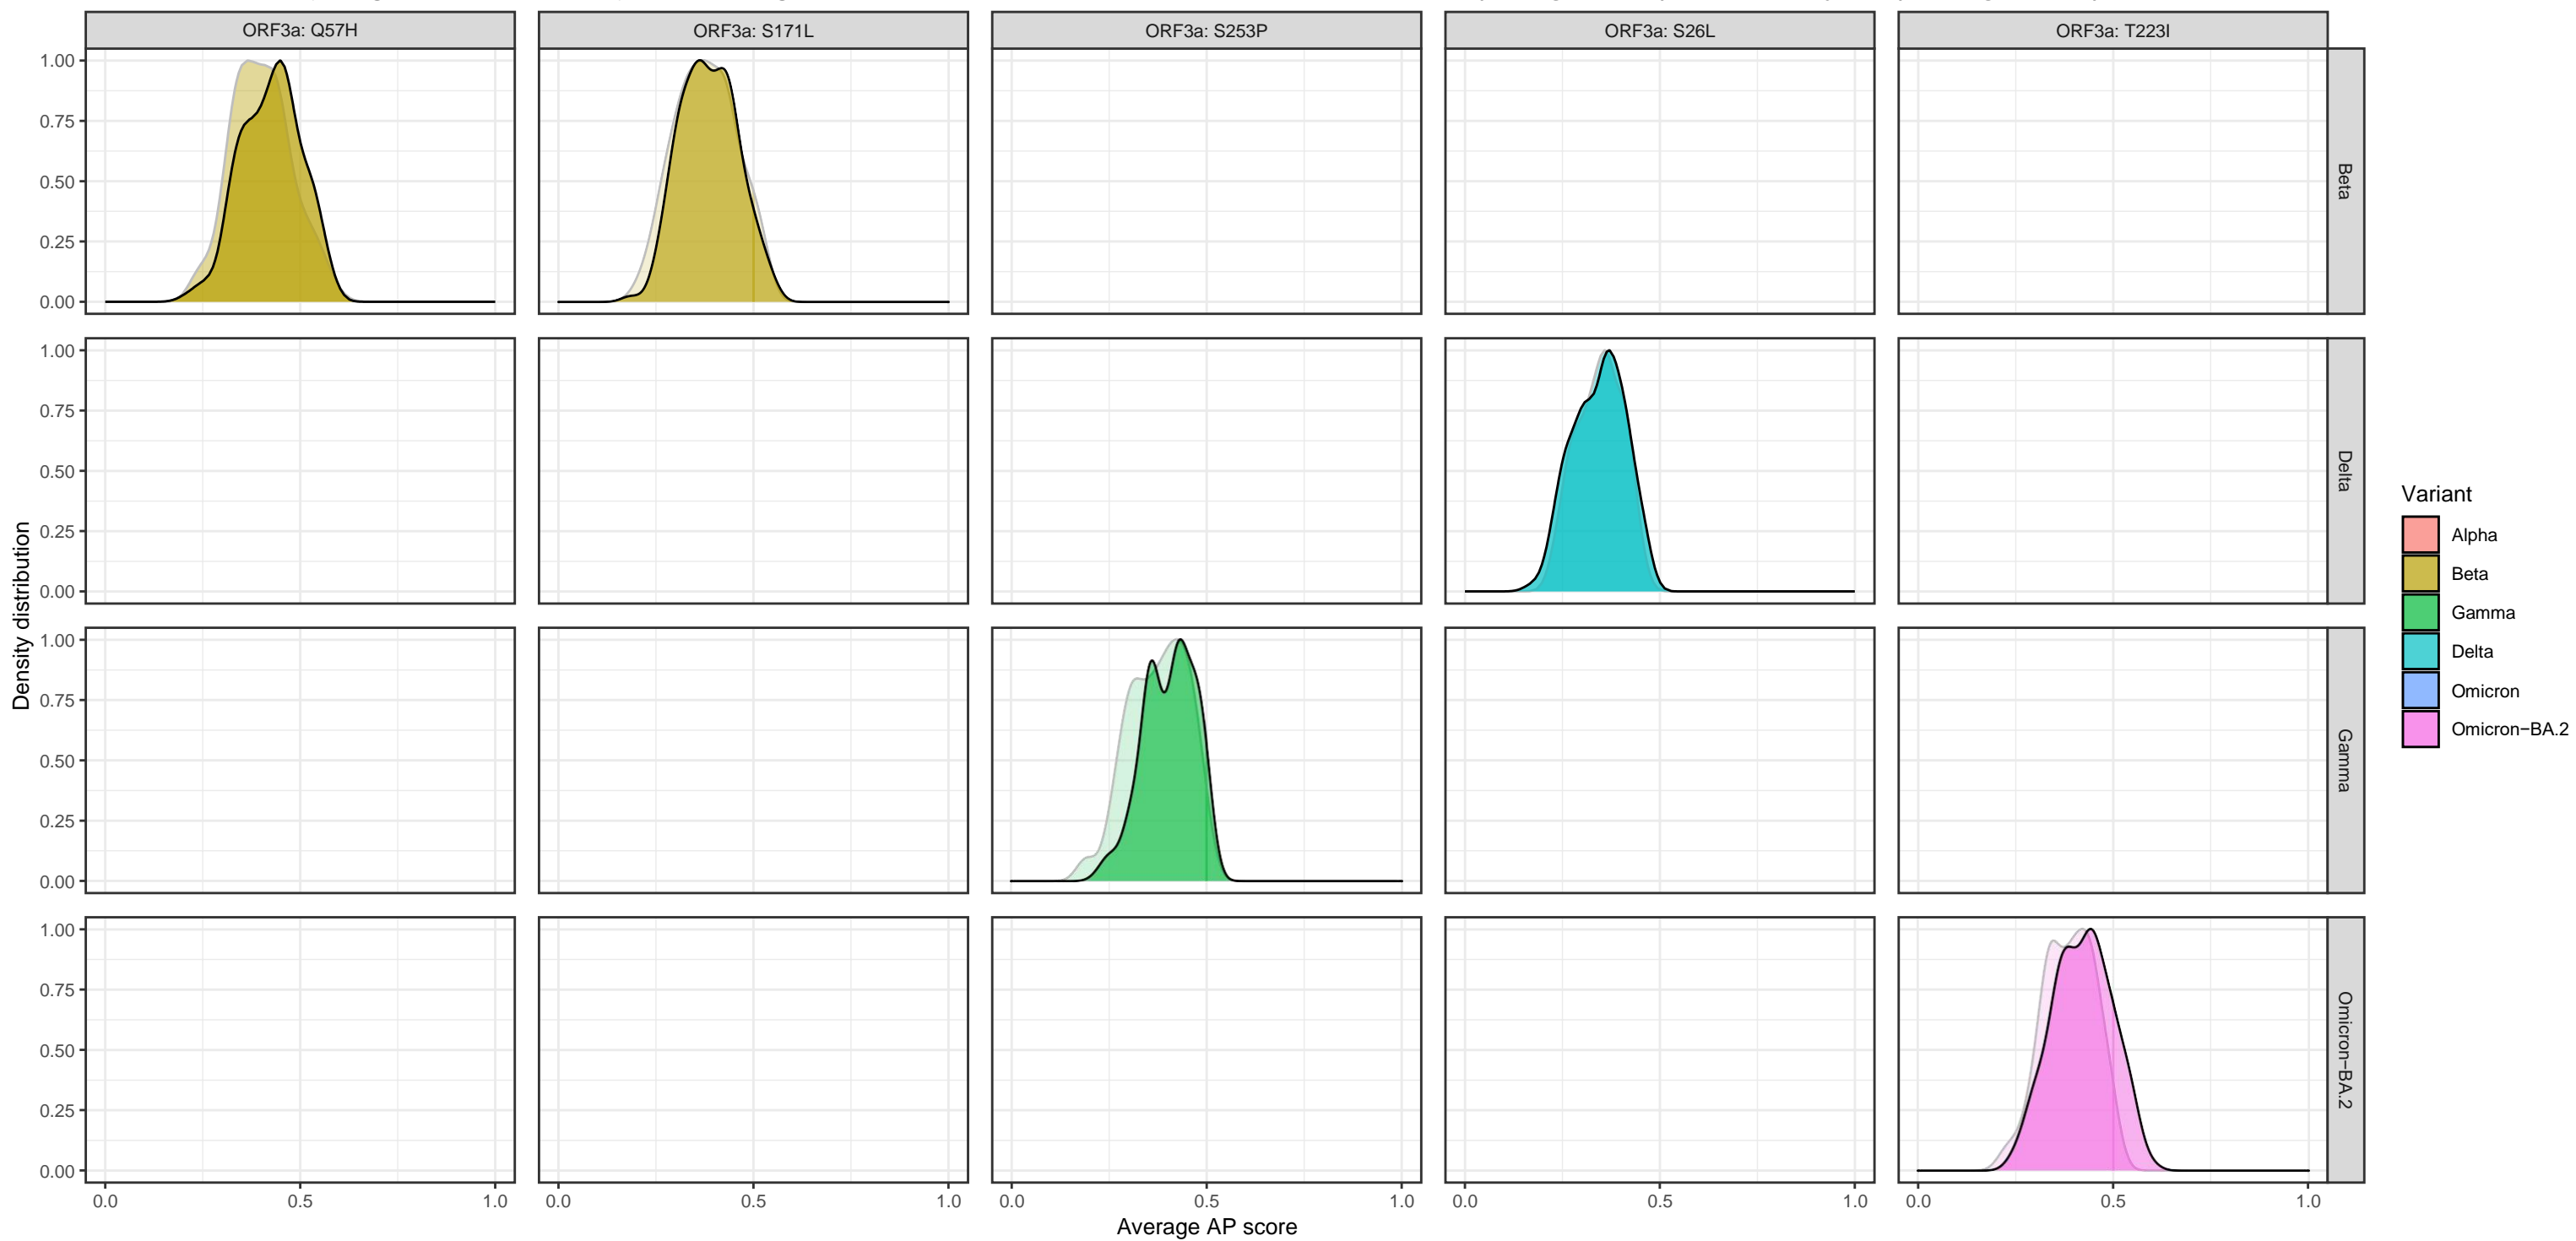 ORF3a: Q57H ORF3a: S171L ORF3a: S253P ORF3a: S26L ORF3a: T223I
1.00
0.75
0.50
0.25
0.00
Beta
1.00
0.75
0.50
0.25
0.00
Delta
1.00
0.75
0.50
0.25
0.00
Gamma
1.00
0.75
0.50
0.25
0.00
Omicron−BA.2
0.0 0.5 1.0 0.0 0.5 1.0 0.0 0.5 1.0 0.0 0.5 1.0 0.0 0.5 1.0
Average AP score
Density distribution
Variant
Alpha
Beta
Gamma
Delta
Omicron
Omicron−BA.2